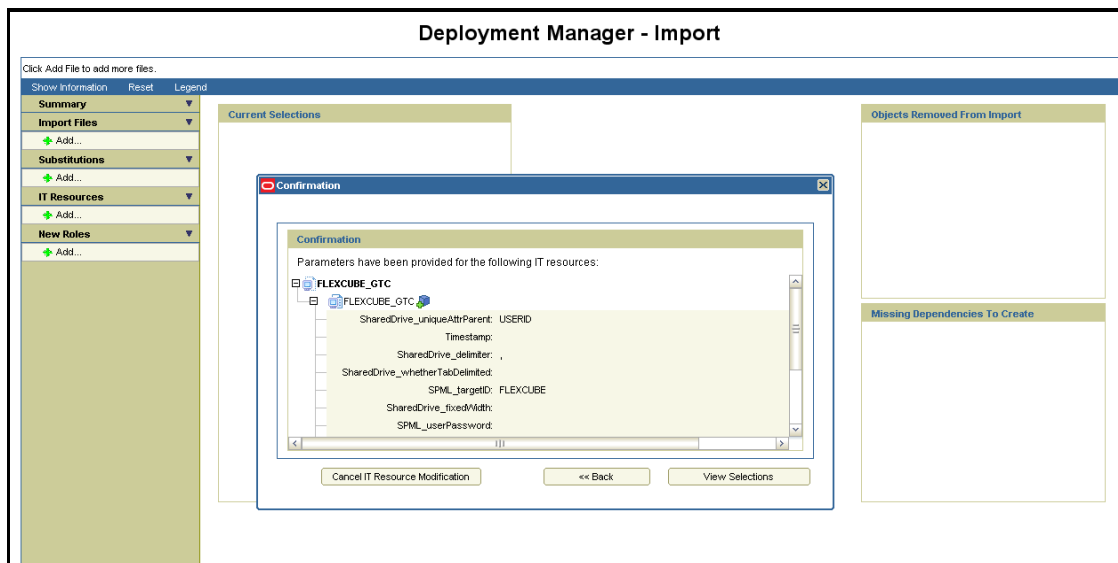 Deployment Manager - Import
Click Add File to add more files.
Show Information Reset Legend
Summary
Import Files
Add...
Substitutions
Add...
IT Resources
Add...
New Roles
Add...
Current Selections
Objects Removed From Import
Missing Dependencies To Create
Confirmation
Confirmation
Parameters have been provided for the following IT resources:
FLEXCUBE_GTC
FLEXCUBE_GTC
SharedDrive_uniqueAttrParent: USERID
Timestamp:
SharedDrive_delimiter: ,
SharedDrive_whetherTabDelimited:
SPML_targetID: FLEXCUBE
SharedDrive_fixedWidth:
SPML_userPassword:
Cancel IT Resource Modification << Back View Selections